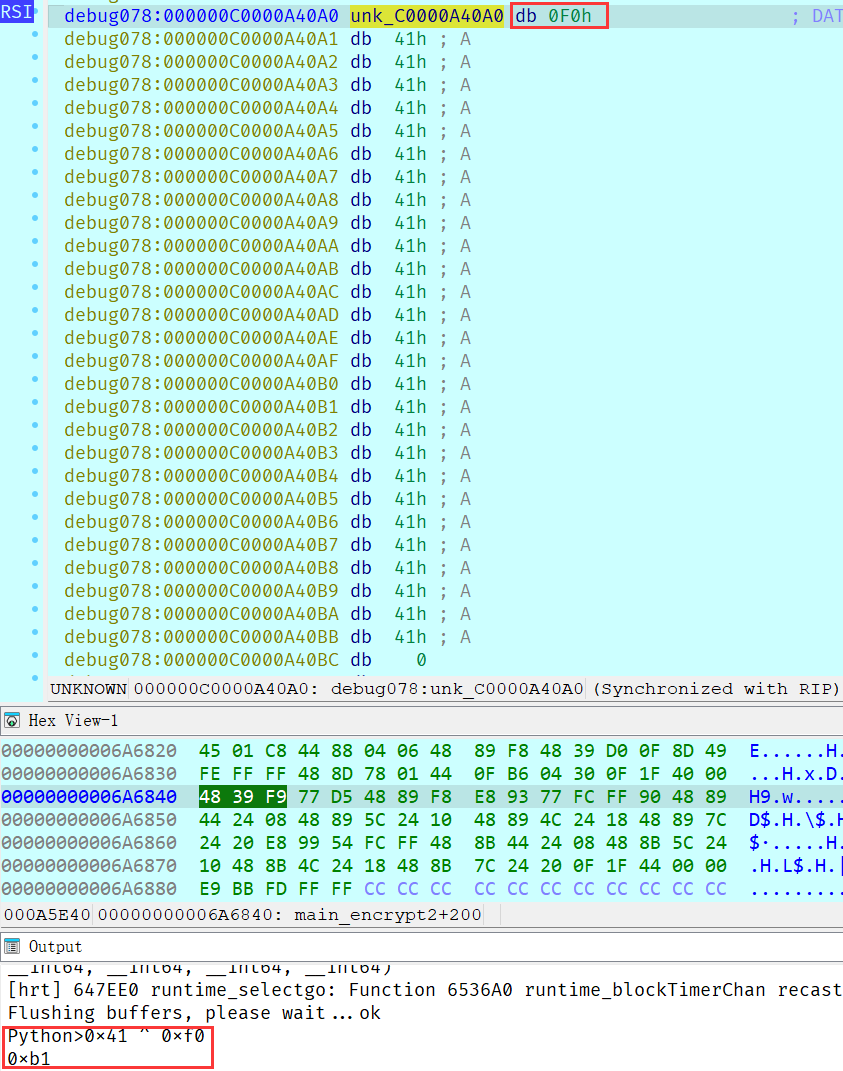 RSI
debug078:000000C0000A40A0 unk_C0000A40A0 db 0F0h ; DAT
debug078:000000C0000A40A1 db 41h ; A
debug078:000000C0000A40A2 db 41h ; A
debug078:000000C0000A40A3 db 41h ; A
debug078:000000C0000A40A4 db 41h ; A
debug078:000000C0000A40A5 db 41h ; A
debug078:000000C0000A40A6 db 41h ; A
debug078:000000C0000A40A7 db 41h ; A
debug078:000000C0000A40A8 db 41h ; A
debug078:000000C0000A40A9 db 41h ; A
debug078:000000C0000A40AA db 41h ; A
debug078:000000C0000A40AB db 41h ; A
debug078:000000C0000A40AC db 41h ; A
debug078:000000C0000A40AD db 41h ; A
debug078:000000C0000A40AE db 41h ; A
debug078:000000C0000A40AF db 41h ; A
debug078:000000C0000A40B0 db 41h ; A
debug078:000000C0000A40B1 db 41h ; A
debug078:000000C0000A40B2 db 41h ; A
debug078:000000C0000A40B3 db 41h ; A
debug078:000000C0000A40B4 db 41h ; A
debug078:000000C0000A40B5 db 41h ; A
debug078:000000C0000A40B6 db 41h ; A
debug078:000000C0000A40B7 db 41h ; A
debug078:000000C0000A40B8 db 41h ; A
debug078:000000C0000A40B9 db 41h ; A
debug078:000000C0000A40BA db 41h ; A
debug078:000000C0000A40BB db 41h ; A
debug078:000000C0000A40BC db 0
UNKNOWN 000000C0000A40A0: debug078:unk_C0000A40A0 (Synchronized with RIP)
Hex View-1
00000000006A6820 45 01 C8 44 88 04 06 48 89 F8 48 39 D0 0F 8D 49 E......H.
00000000006A6830 FE FF FF 48 8D 78 01 44 0F B6 04 30 0F 1F 40 00 ...H.x.D.
00000000006A6840 48 39 F9 77 D5 48 89 F8 E8 93 77 FC FF 90 48 89 H9.w.....
00000000006A6850 44 24 08 48 89 5C 24 10 48 89 4C 24 18 48 89 7C D$.H.\$.H
00000000006A6860 24 20 E8 99 54 FC FF 48 8B 44 24 08 48 8B 5C 24 $·......H.
00000000006A6870 10 48 8B 4C 24 18 48 8B 7C 24 20 0F 1F 44 00 00 .H.L$.H.|
00000000006A6880 E9 BB FD FF FF CC CC CC CC CC CC CC CC CC CC CC .........
000A5E40 00000000006A6840: main_encrypt2+200
Output
__int64, __int64, __int64, __int64)
[hrt] 647EE0 runtime_selectgo: Function 6536A0 runtime_blockTimerChan recast
Flushing buffers, please wait...ok
Python>0×41 ^ 0×f0
0×b1